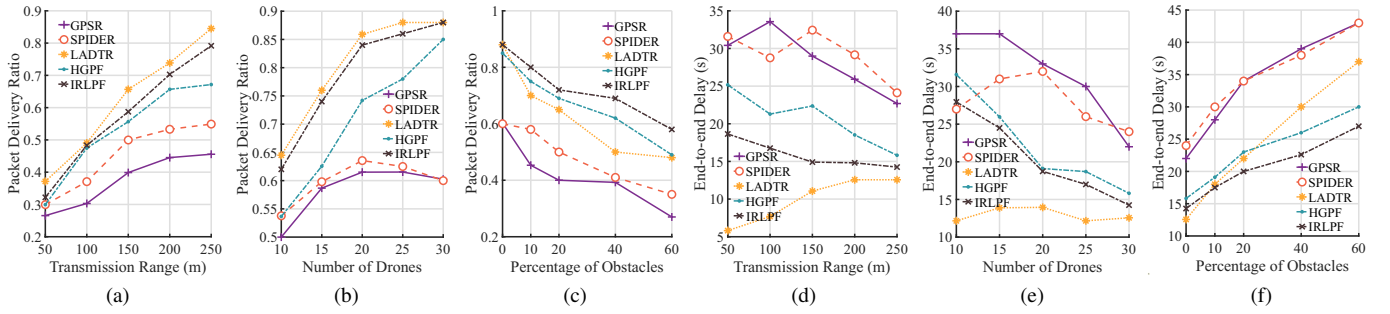 Packet Delivery Ratio
0.9
0.8
0.7
0.6
0.5
0.4
0.3
0.2
GPSR
SPIDER
LADTR
HGPF
IRLPF
50 100 150 200 250
Transmission Range (m)
(a)
Packet Delivery Ratio
0.9
0.85
0.8
0.75
0.7
0.65
0.6
0.55
0.5
GPSR
SPIDER
LADTR
HGPF
IRLPF
10 15 20 25 30
Number of Drones
(b)
Packet Delivery Ratio
1
0.8
0.6
0.4
0.2
GPSR
SPIDER
LADTR
HGPF
IRLPF
0 10 20 40 60
Percentage of Obstacles
(c)
End-to-end Delay (s)
35
30
25
20
15
10
5
GPSR
SPIDER
LADTR
HGPF
IRLPF
50 100 150 200 250
Transmission Range (m)
(d)
End-to-end Dalay (s)
40
35
30
25
20
15
10
GPSR
SPIDER
LADTR
HGPF
IRLPF
10 15 20 25 30
Number of Drones
(e)
End-to-end Delay (s)
45
40
35
30
25
20
15
10
GPSR
SPIDER
LADTR
HGPF
IRLPF
0 10 20 40 60
Percentage of Obstacles
(f)